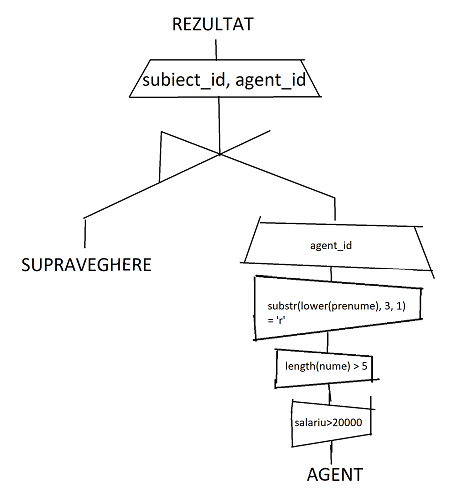 REZULTAT
subiect_id, agent_id
SUPRAVEGHERE
agent_id
substr(lower(prenume), 3, 1)
= 'r'
length(nume) > 5
salariu>20000
AGENT